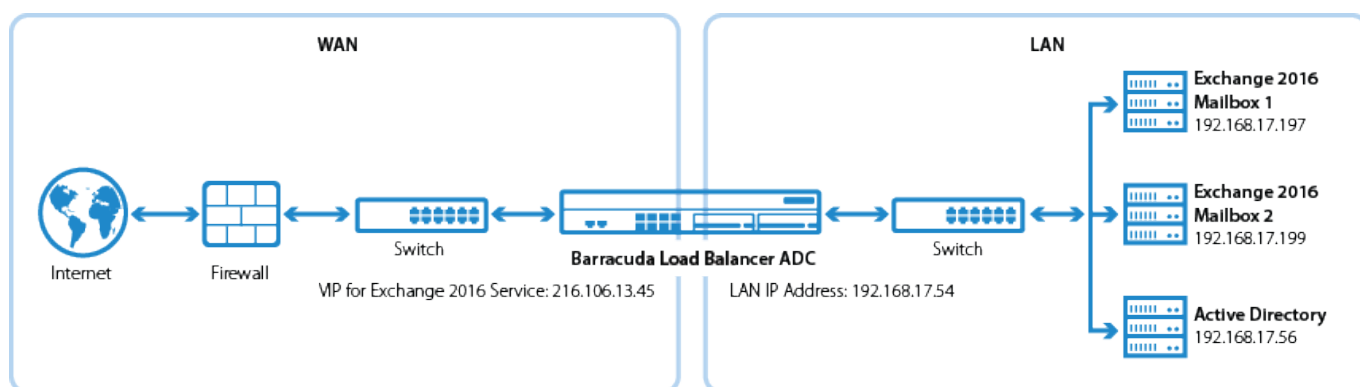 WAN
LAN
Exchange 2016
Mailbox 1
192.168.17.197
Exchange 2016
Mailbox 2
192.168.17.199
Internet
Firewall
Switch
Barracuda Load Balancer ADC
Switch
VIP for Exchange 2016 Service: 216.106.13.45
LAN IP Address: 192.168.17.54
Active Directory
192.168.17.56